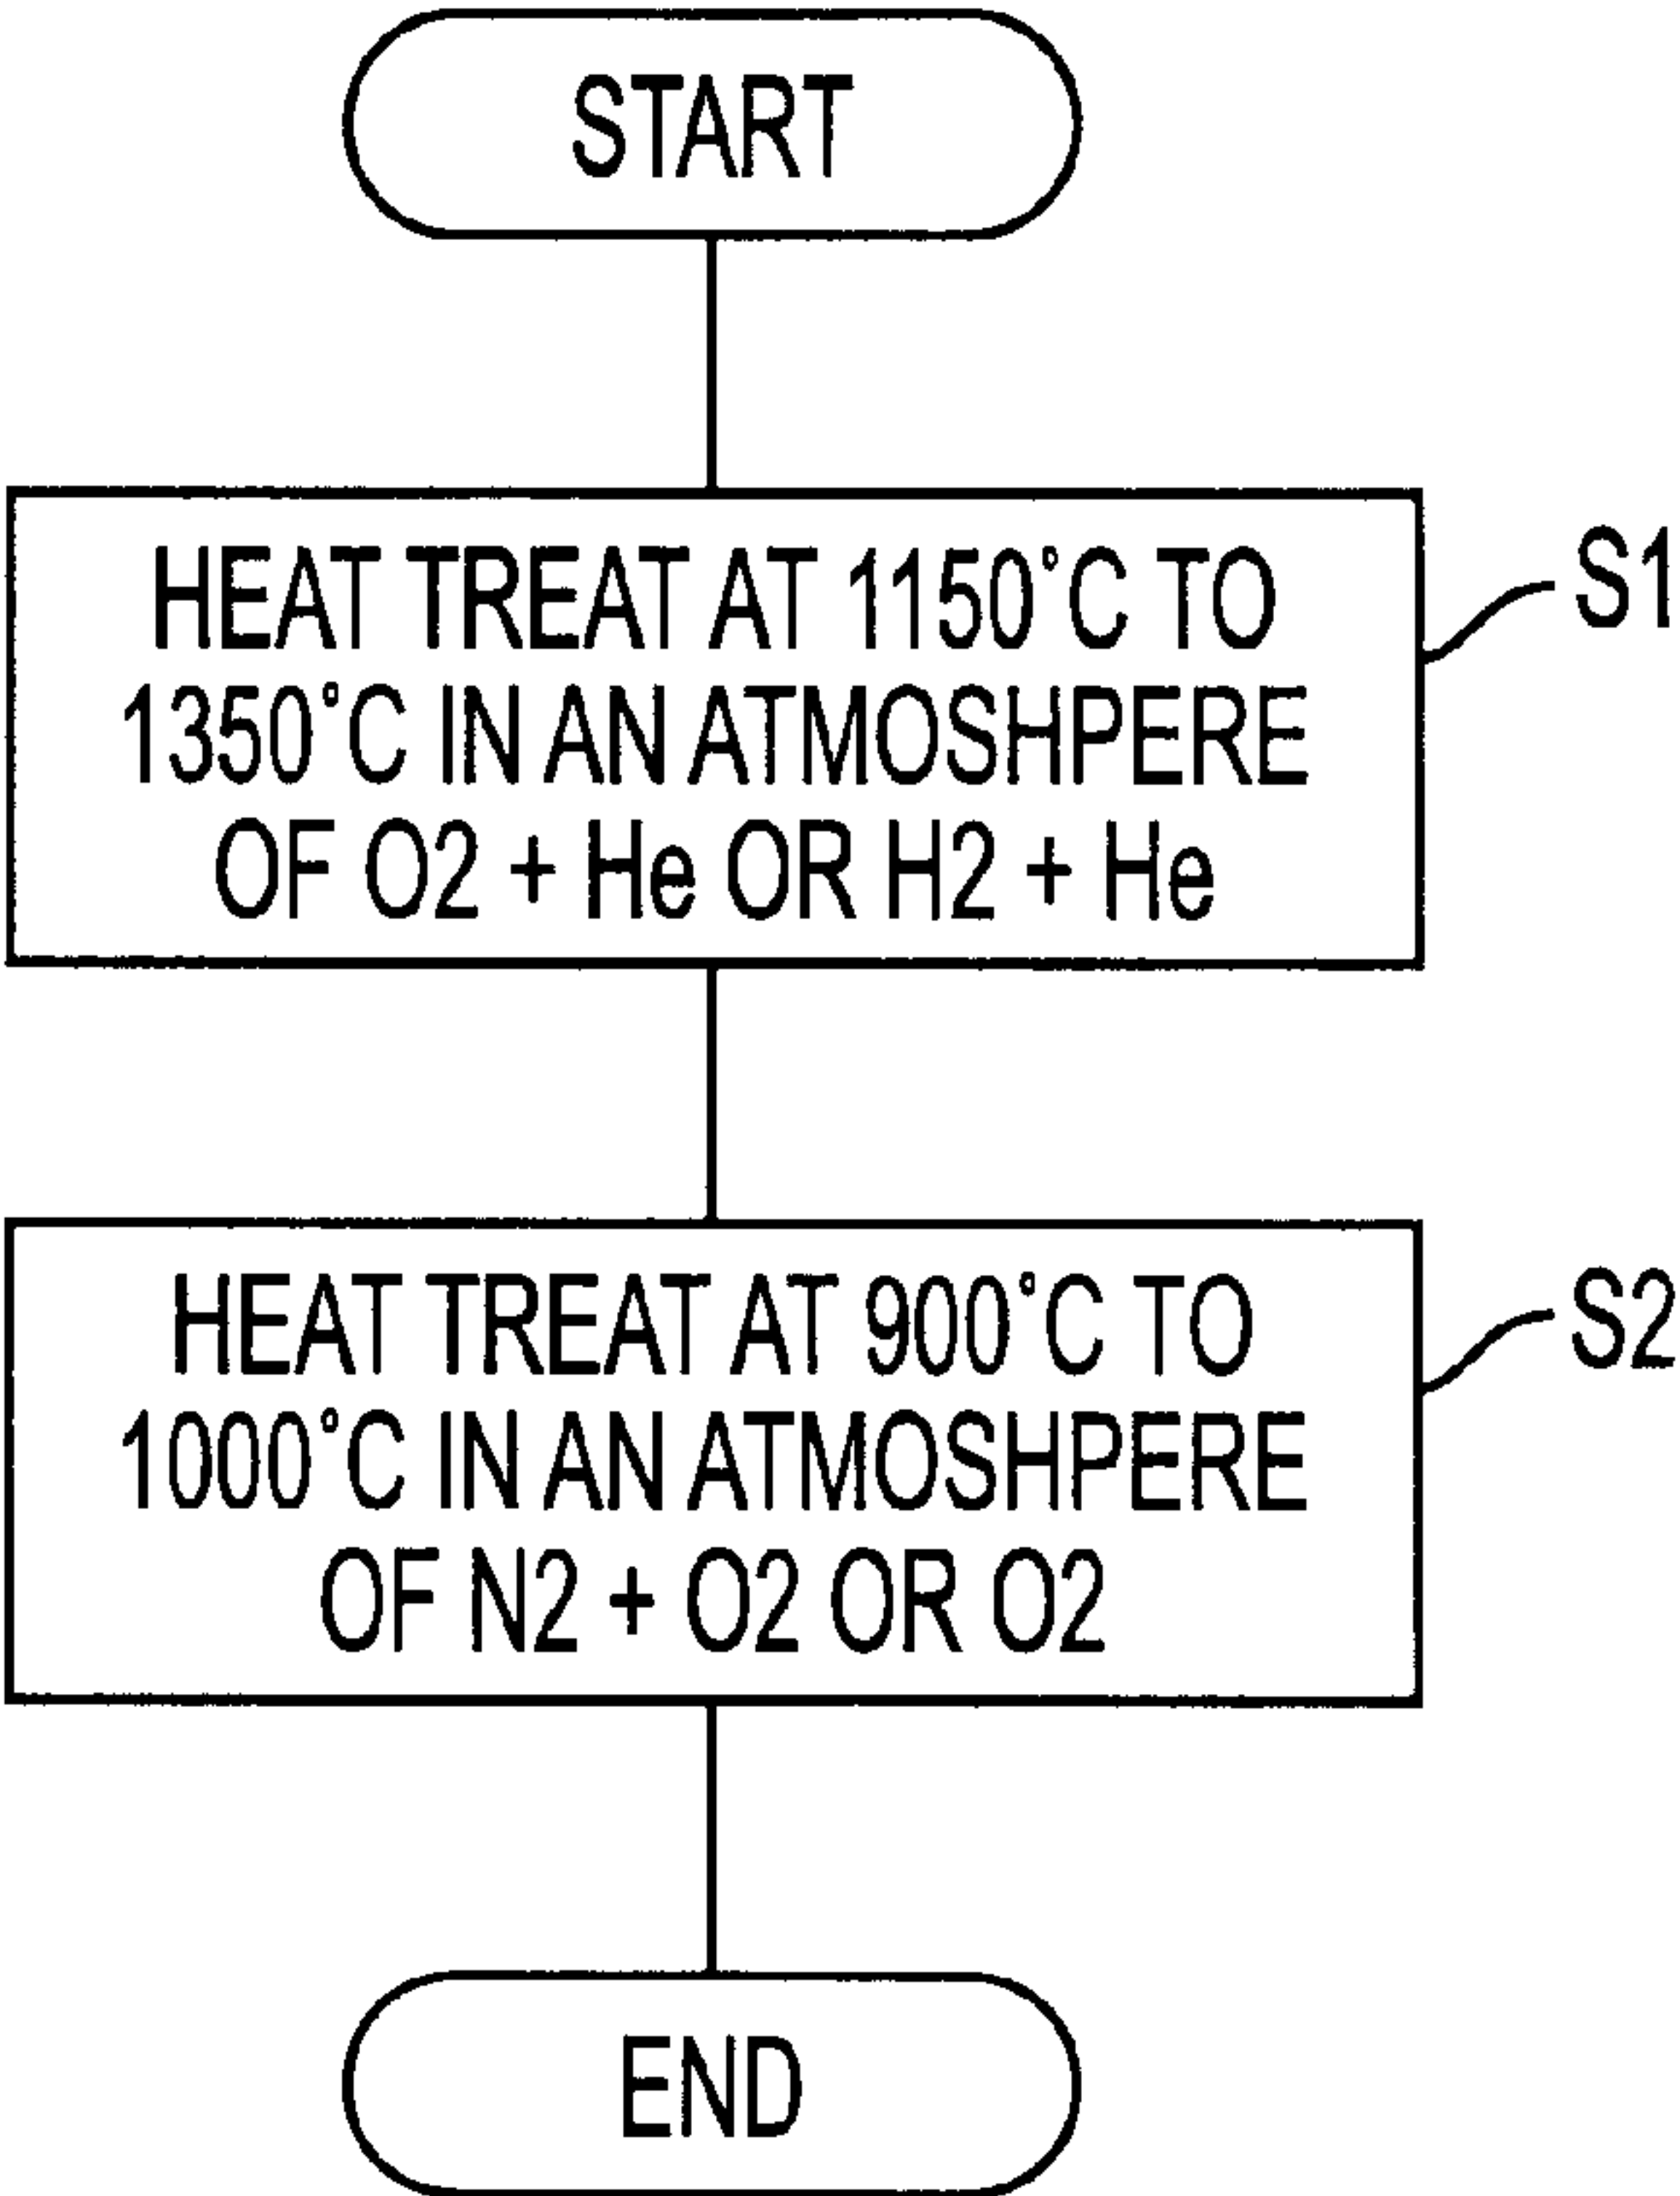 START
HEAT TREAT AT 1150°C TO
1350°C IN AN ATMOSHPERE
OF O2 + He OR H2 + He
S1
HEAT TREAT AT 900°C TO
1000°C IN AN ATMOSHPERE
OF N2 + O2 OR O2
S2
END